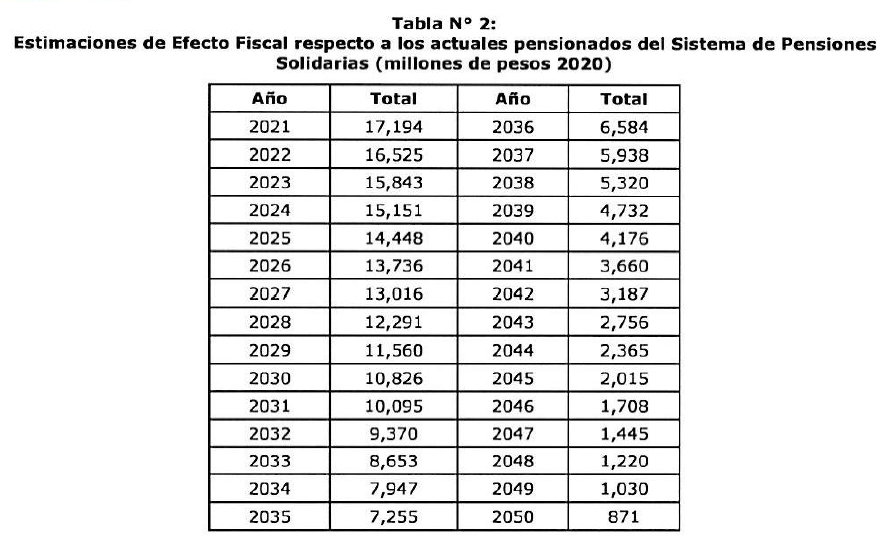 Tabla N° 2:
Estimaciones de Efecto Fiscal respecto a los actuales pensionados del Sistema de Pensiones
Solidarias (millones de pesos 2020)
Año Total Año Total
2021 17,194 2036 6,584
2022 16,525 2037 5,938
2023 15,843 2038 5,320
2024 15,151 2039 4,732
2025 14,448 2040 4,176
2026 13,736 2041 3,660
2027 13,016 2042 3,187
2028 12,291 2043 2,756
2029 11,560 2044 2,365
2030 10,826 2045 2,015
2031 10,095 2046 1,708
2032 9,370 2047 1,445
2033 8,653 2048 1,220
2034 7,947 2049 1,030
2035 7,255 2050 871